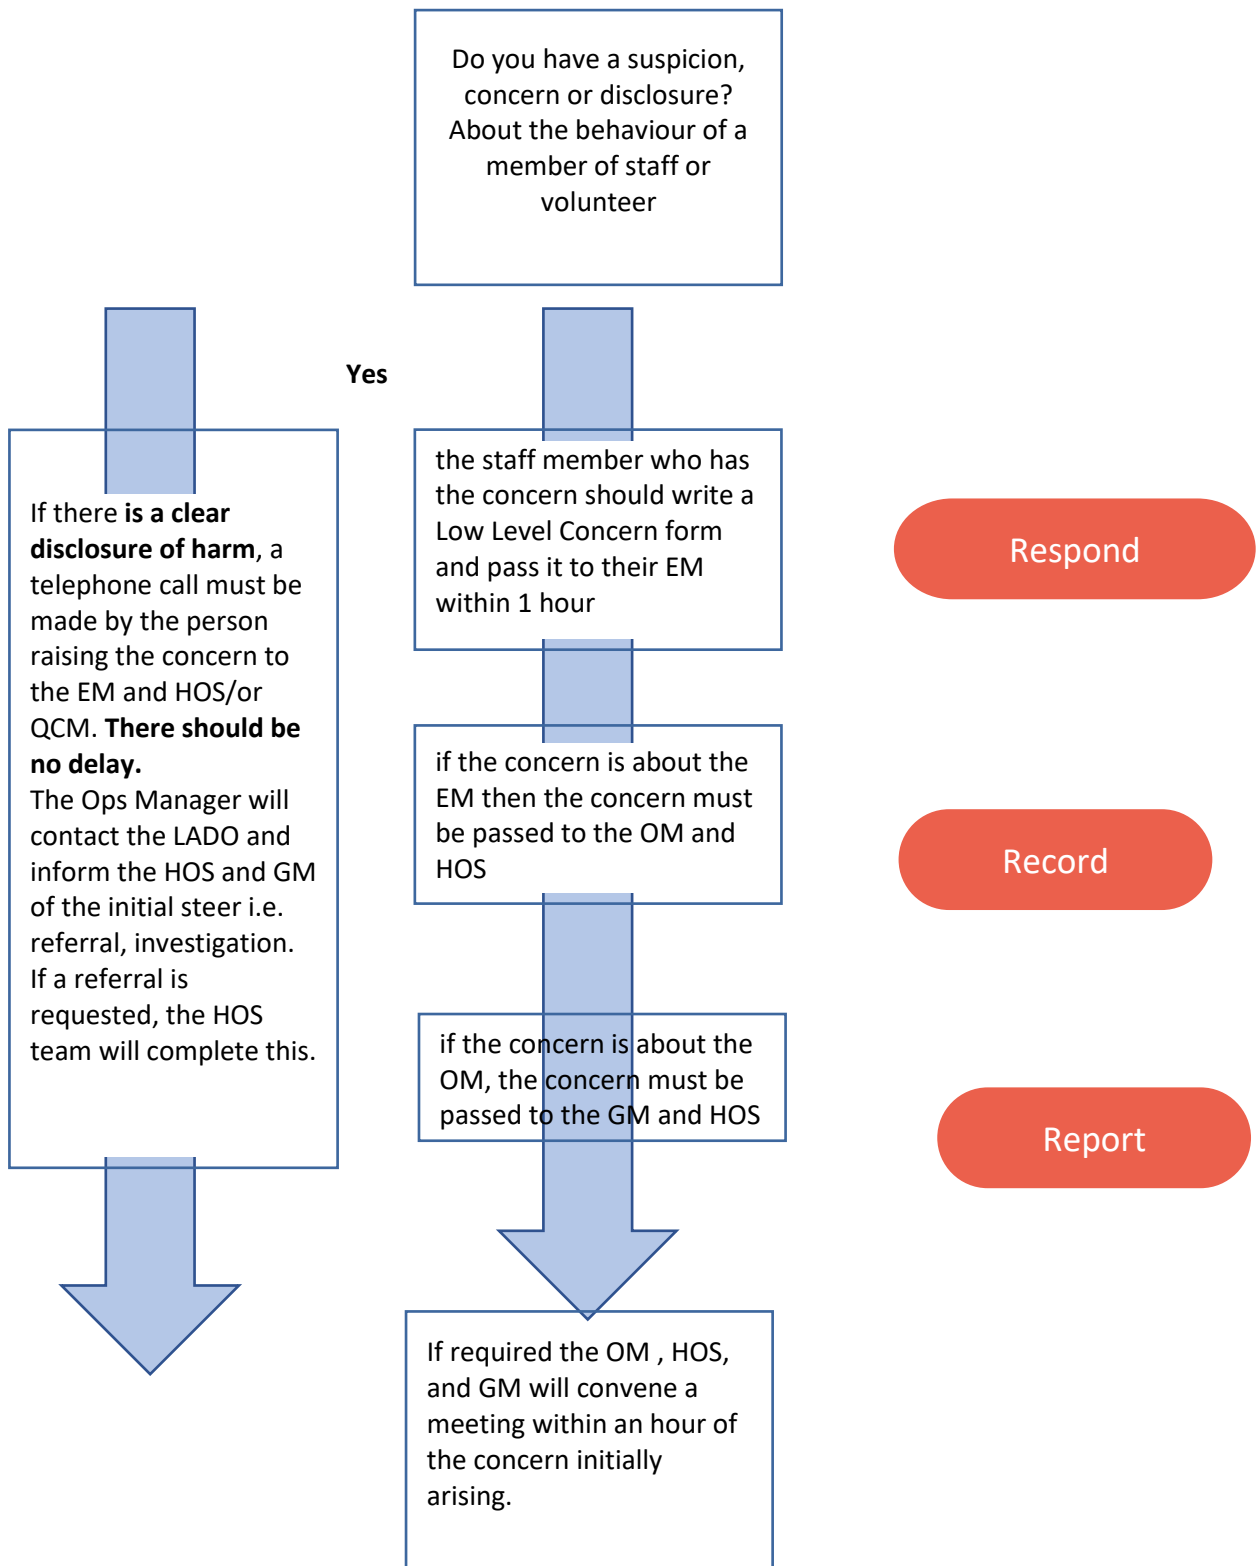 Do you have a suspicion,
concern or disclosure?
About the behaviour of a
member of staff or
volunteer
Yes
If there is a clear
disclosure of harm, a
telephone call must be
made by the person
raising the concern to
the EM and HOS/or
QCM. There should be
no delay.
The Ops Manager will
contact the LADO and
inform the HOS and GM
of the initial steer i.e.
referral, investigation.
If a referral is
requested, the HOS
team will complete this.
the staff member who has
the concern should write a
Low Level Concern form
and pass it to their EM
within 1 hour
Respond
if the concern is about the
EM then the concern must
be passed to the OM and
HOS
Record
if the concern is about the
OM, the concern must be
passed to the GM and HOS
Report
If required the OM , HOS,
and GM will convene a
meeting within an hour of
the concern initially
arising.